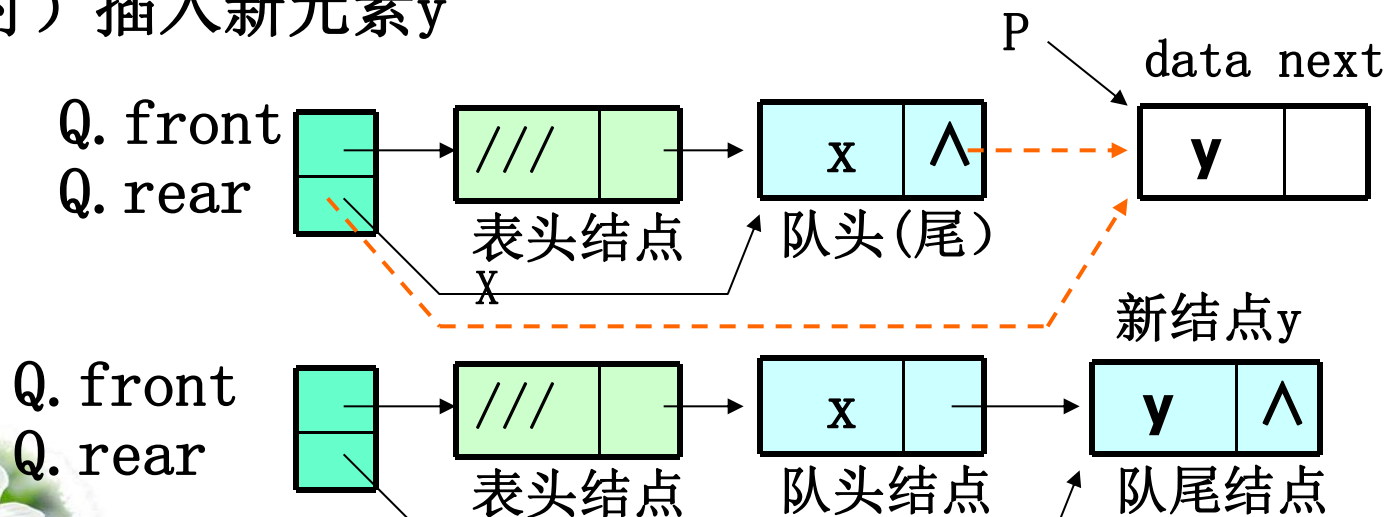 时）插入新元素y
P
data next
Q.front
/// x ∧ y
Q.rear
表头结点 队头(尾)
X
新结点y
Q.front
/// x y ∧
Q.rear
表头结点 队头结点 队尾结点